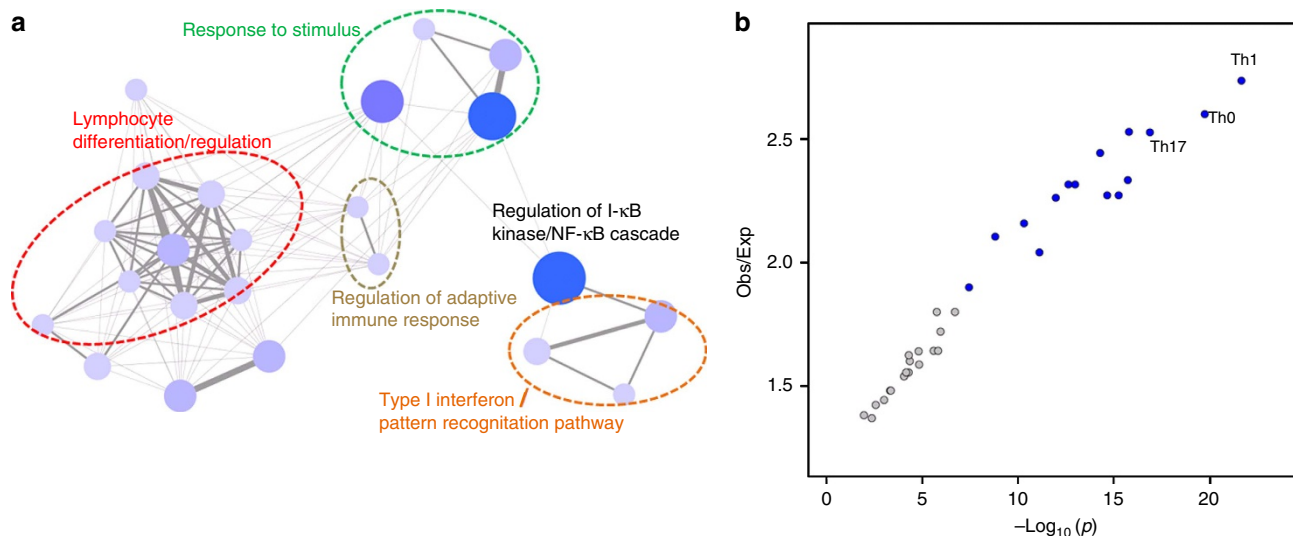 a
Response to stimulus
Lymphocyte
differentiation/regulation
Regulation of I-κB
kinase/NF-κB cascade
Regulation of adaptive
immune response
Type I interferon
pattern recognitation pathway
b
Th1
Th0
Th17
2.5
2.0
1.5
Obs/Exp
0 5 10 15 20
–Log10 (p)